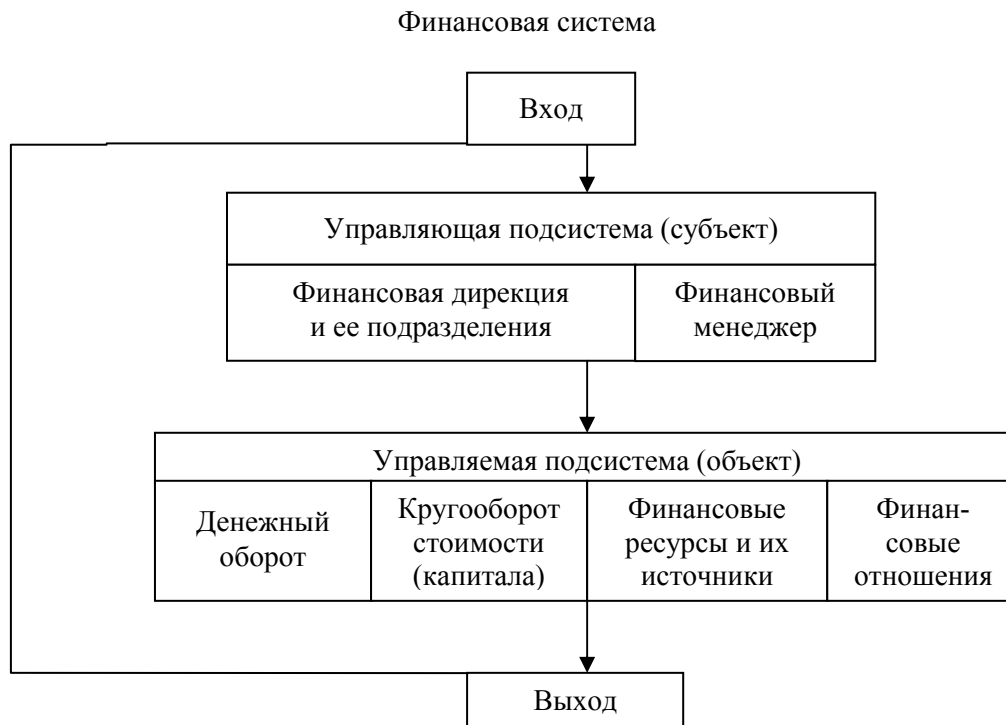 Финансовая система
Вход
Управляющая подсистема (субъект)
Финансовая дирекция
и ее подразделения
Финансовый
менеджер
Управляемая подсистема (объект)
Денежный
оборот
Кругооборот
стоимости
(капитала)
Финансовые
ресурсы и их
источники
Финан-
совые
отношения
Выход